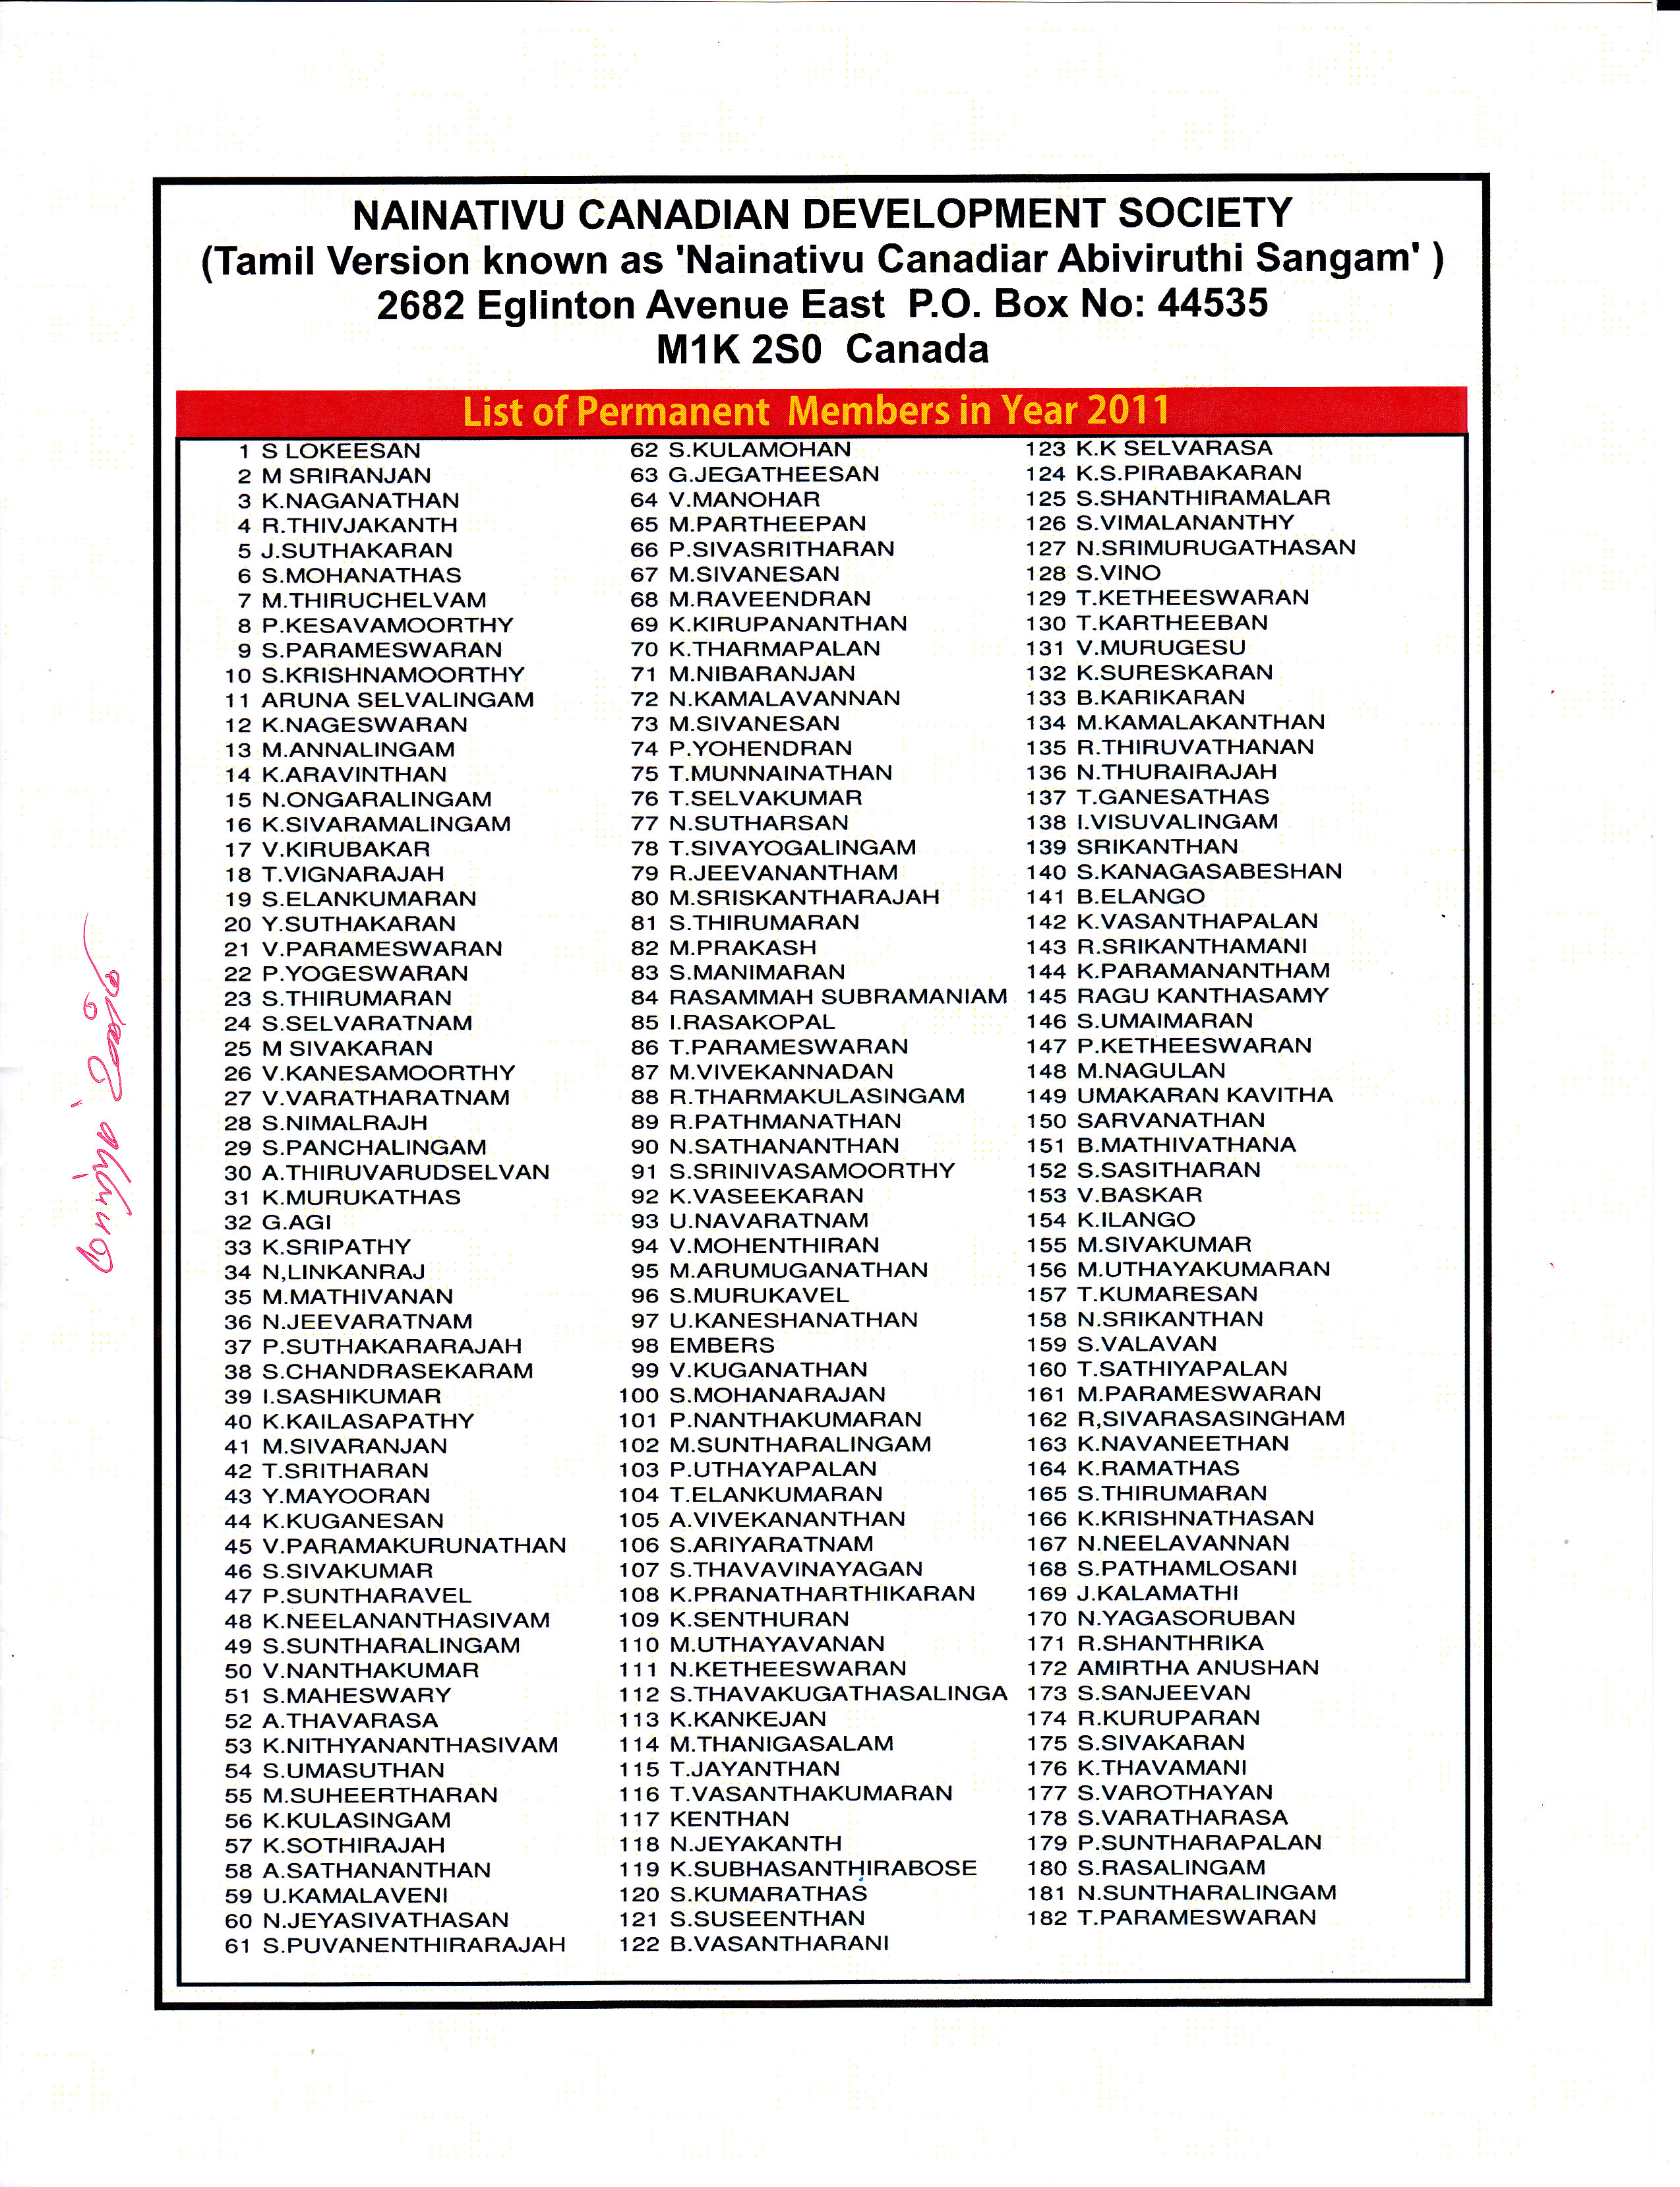 NAINATIVU CANADIAN DEVELOPMENT SOCIETY
(Tamil Version known as 'Nainativu Canadiar Abiviruthi Sangam' )
2682 Eglinton Avenue East P.O. Box No: 44535
M1K 2S0 Canada
List of Permanent Members in Year 2011
1 S LOKEESAN
2 M SRIRANJAN
3 K.NAGANATHAN
4 R.THIVJAKANTH
5 J.SUTHAKARAN
6 S.MOHANATHAS
7 M.THIRUCHELVAM
8 P.KESAVAMOORTHY
9 S.PARAMESWARAN
10 S.KRISHNAMOORTHY
11 ARUNA SELVALINGAM
12 K.NAGESWARAN
13 M.ANNALINGAM
14 K.ARAVINTHAN
15 N.ONGARALINGAM
16 K.SIVARAMALINGAM
17 V.KIRUBAKAR
18 T.VIGNARAJAH
19 S.ELANKUMARAN
20 Y.SUTHAKARAN
21 V.PARAMESWARAN
22 P.YOGESWARAN
23 S.THIRUMARAN
24 S.SELVARATNAM
25 M SIVAKARAN
26 V.KANESAMOORTHY
27 V.VARATHARATNAM
28 S.NIMALRAJH
29 S.PANCHALINGAM
30 A.THIRUVARUDSELVAN
31 K.MURUKATHAS
32 G.AGI
33 K.SRIPATHY
34 N,LINKANRAJ
35 M.MATHIVANAN
36 N.JEEVARATNAM
37 P.SUTHAKARARAJAH
38 S.CHANDRASEKARAM
39 I.SASHIKUMAR
40 K.KAILASAPATHY
41 M.SIVARANJAN
42 T.SRITHARAN
43 Y.MAYOORAN
44 K.KUGANESAN
45 V.PARAMAKURUNATHAN
46 S.SIVAKUMAR
47 P.SUNTHARAVEL
48 K.NEELANANTHASIVAM
49 S.SUNTHARALINGAM
50 V.NANTHAKUMAR
51 S.MAHESWARY
52 A.THAVARASA
53 K.NITHYANANTHASIVAM
54 S.UMASUTHAN
55 M.SUHEERTHARAN
56 K.KULASINGAM
57 K.SOTHIRAJAH
58 A.SATHANANTHAN
59 U.KAMALAVENI
60 N.JEYASIVATHASAN
61 S.PUVANENTHIRARAJAH
62 S.KULAMOHAN
63 G.JEGATHEESAN
64 V.MANOHAR
65 M.PARTHEEPAN
66 P.SIVASRITHARAN
67 M.SIVANESAN
68 M.RAVEENDRAN
69 K.KIRUPANANTHAN
70 K.THARMAPALAN
71 M.NIBARANJAN
72 N.KAMALAVANNAN
73 M.SIVANESAN
74 P.YOHENDRAN
75 T.MUNNAINATHAN
76 T.SELVAKUMAR
77 N.SUTHARSAN
78 T.SIVAYOGALINGAM
79 R.JEEVANANTHAM
80 M.SRISKANTHARAJAH
81 S.THIRUMARAN
82 M.PRAKASH
83 S.MANIMARAN
84 RASAMMAH SUBRAMANIAM
85 I.RASAKOPAL
86 T.PARAMESWARAN
87 M.VIVEKANNADAN
88 R.THARMAKULASINGAM
89 R.PATHMANATHAN
90 N.SATHANANTHAN
91 S.SRINIVASAMOORTHY
92 K.VASEEKARAN
93 U.NAVARATNAM
94 V.MOHENTHIRAN
95 M.ARUMUGANATHAN
96 S.MURUKAVEL
97 U.KANESHANATHAN
98 EMBERS
99 V.KUGANATHAN
100 S.MOHANARAJAN
101 P.NANTHAKUMARAN
102 M.SUNTHARALINGAM
103 P.UTHAYAPALAN
104 T.ELANKUMARAN
105 A.VIVEKANANTHAN
106 S.ARIYARATNAM
107 S.THAVAVINAYAGAN
108 K.PRANATHARTHIKARAN
109 K.SENTHURAN
110 M.UTHAYAVANAN
111 N.KETHEESWARAN
112 S.THAVAKUGATHASALINGA
113 K.KANKEJAN
114 M.THANIGASALAM
115 T.JAYANTHAN
116 T.VASANTHAKUMARAN
117 KENTHAN
118 N.JEYAKANTH
119 K.SUBHASANTHIRABOSE
120 S.KUMARATHAS
121 S.SUSEENTHAN
122 B.VASANTHARANI
123 K.K SELVARASA
124 K.S.PIRABAKARAN
125 S.SHANTHIRAMALAR
126 S.VIMALANANTHY
127 N.SRIMURUGATHASAN
128 S.VINO
129 T.KETHEESWARAN
130 T.KARTHEEBAN
131 V.MURUGESU
132 K.SURESKARAN
133 B.KARIKARAN
134 M.KAMALAKANTHAN
135 R.THIRUVATHANAN
136 N.THURAIRAJAH
137 T.GANESATHAS
138 I.VISUVALINGAM
139 SRIKANTHAN
140 S.KANAGASABESHAN
141 B.ELANGO
142 K.VASANTHAPALAN
143 R.SRIKANTHAMANI
144 K.PARAMANANTHAM
145 RAGU KANTHASAMY
146 S.UMAIMARAN
147 P.KETHEESWARAN
148 M.NAGULAN
149 UMAKARAN KAVITHA
150 SARVANATHAN
151 B.MATHIVATHANA
152 S.SASITHARAN
153 V.BASKAR
154 K.ILANGO
155 M.SIVAKUMAR
156 M.UTHAYAKUMARAN
157 T.KUMARESAN
158 N.SRIKANTHAN
159 S.VALAVAN
160 T.SATHIYAPALAN
161 M.PARAMESWARAN
162 R,SIVARASASINGHAM
163 K.NAVANEETHAN
164 K.RAMATHAS
165 S.THIRUMARAN
166 K.KRISHNATHASAN
167 N.NEELAVANNAN
168 S.PATHAMLOSANI
169 J.KALAMATHI
170 N.YAGASORUBAN
171 R.SHANTHRIKA
172 AMIRTHA ANUSHAN
173 S.SANJEEVAN
174 R.KURUPARAN
175 S.SIVAKARAN
176 K.THAVAMANI
177 S.VAROTHAYAN
178 S.VARATHARASA
179 P.SUNTHARAPALAN
180 S.RASALINGAM
181 N.SUNTHARALINGAM
182 T.PARAMESWARAN